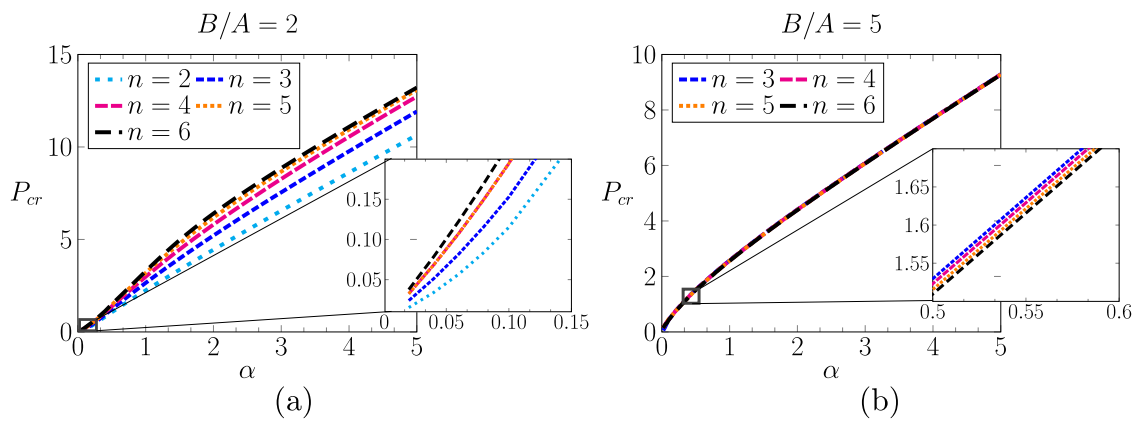 B/A = 2
15
10
5
0
P_cr
n = 2 n = 3
n = 4 n = 5
n = 6
0.15
0.10
0.05
0 0.05 0.10 0.15
0 1 2 3 4 5
α
(a)
B/A = 5
10
8
6
4
2
0
P_cr
n = 3 n = 4
n = 5 n = 6
1.65
1.55
0.5 0.55 0.6
0 1 2 3 4 5
α
(b)